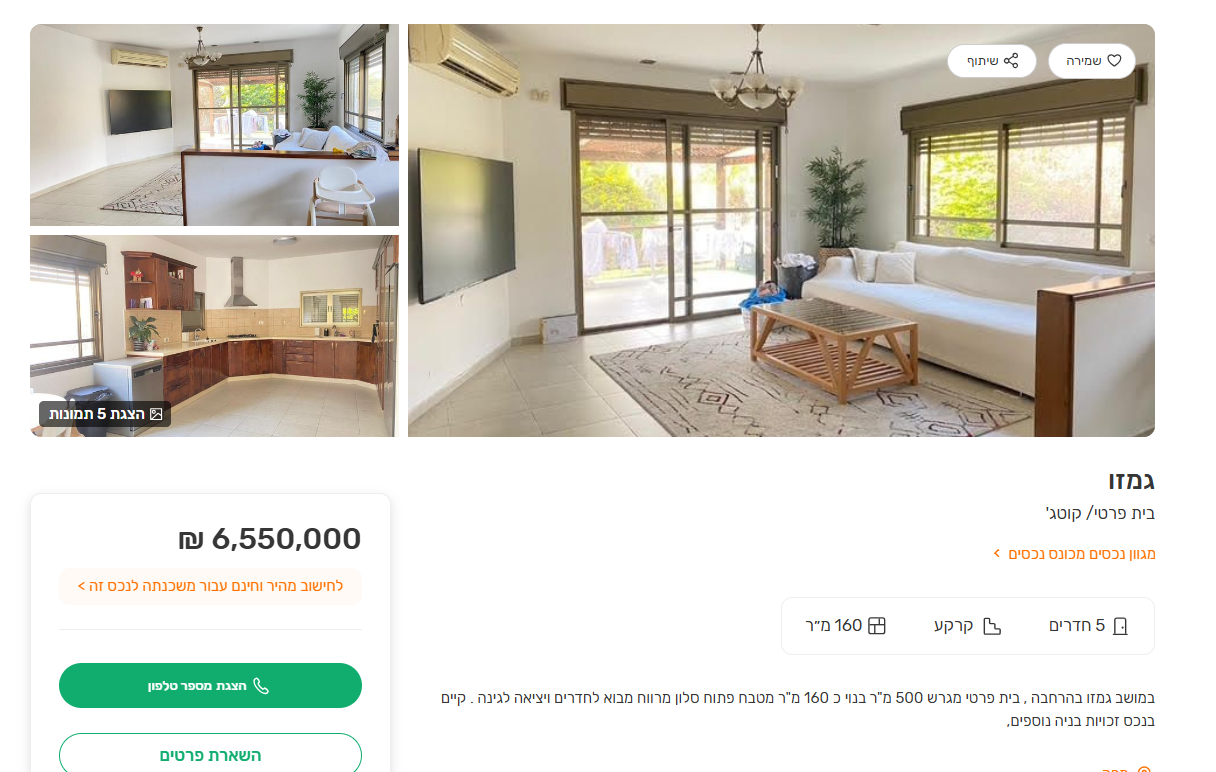 שמירה
שיתוף
הצגת 5 תמונות
גמזו
בית פרטי/ קוטג'
מגוון נכסים מכונס נכסים >
5 חדרים
קרקע
160 מ״ר
במושב גמזו בהרחבה , בית פרטי מגרש 500 מ"ר בנוי כ 160 מ"ר מטבח פתוח סלון מרווח מבוא לחדרים ויציאה לגינה . קיים
בנכס זכויות בניה נוספים,
6,550,000 ₪
לחישוב מהיר וחינם עבור משכנתה לנכס זה >
הצגת מספר טלפון
השארת פרטים